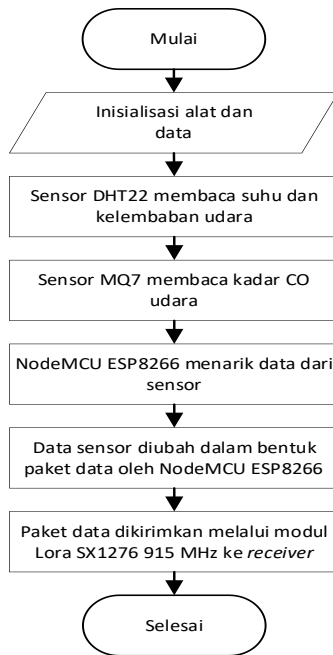 Mulai
Inisialisasi alat dan
data
Sensor DHT22 membaca suhu dan
kelembaban udara
Sensor MQ7 membaca kadar CO
udara
NodeMCU ESP8266 menarik data dari
sensor
Data sensor diubah dalam bentuk
paket data oleh NodeMCU ESP8266
Paket data dikirimkan melalui modul
Lora SX1276 915 MHz ke receiver
Selesai